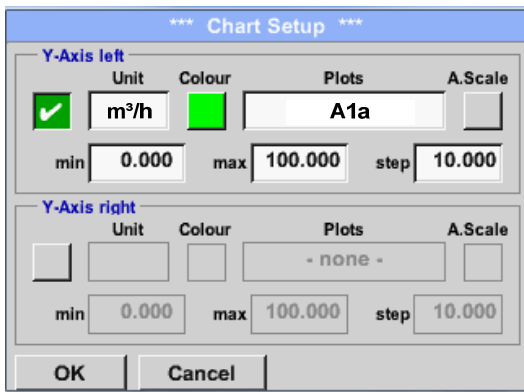 *** Chart Setup ***
Y-Axis left
Unit Colour Plots A.Scale
m³/h A1a
min 0.000 max 100.000 step 10.000
Y-Axis right
Unit Colour Plots A.Scale
- none -
min 0.000 max 100.000 step 10.000
OK Cancel